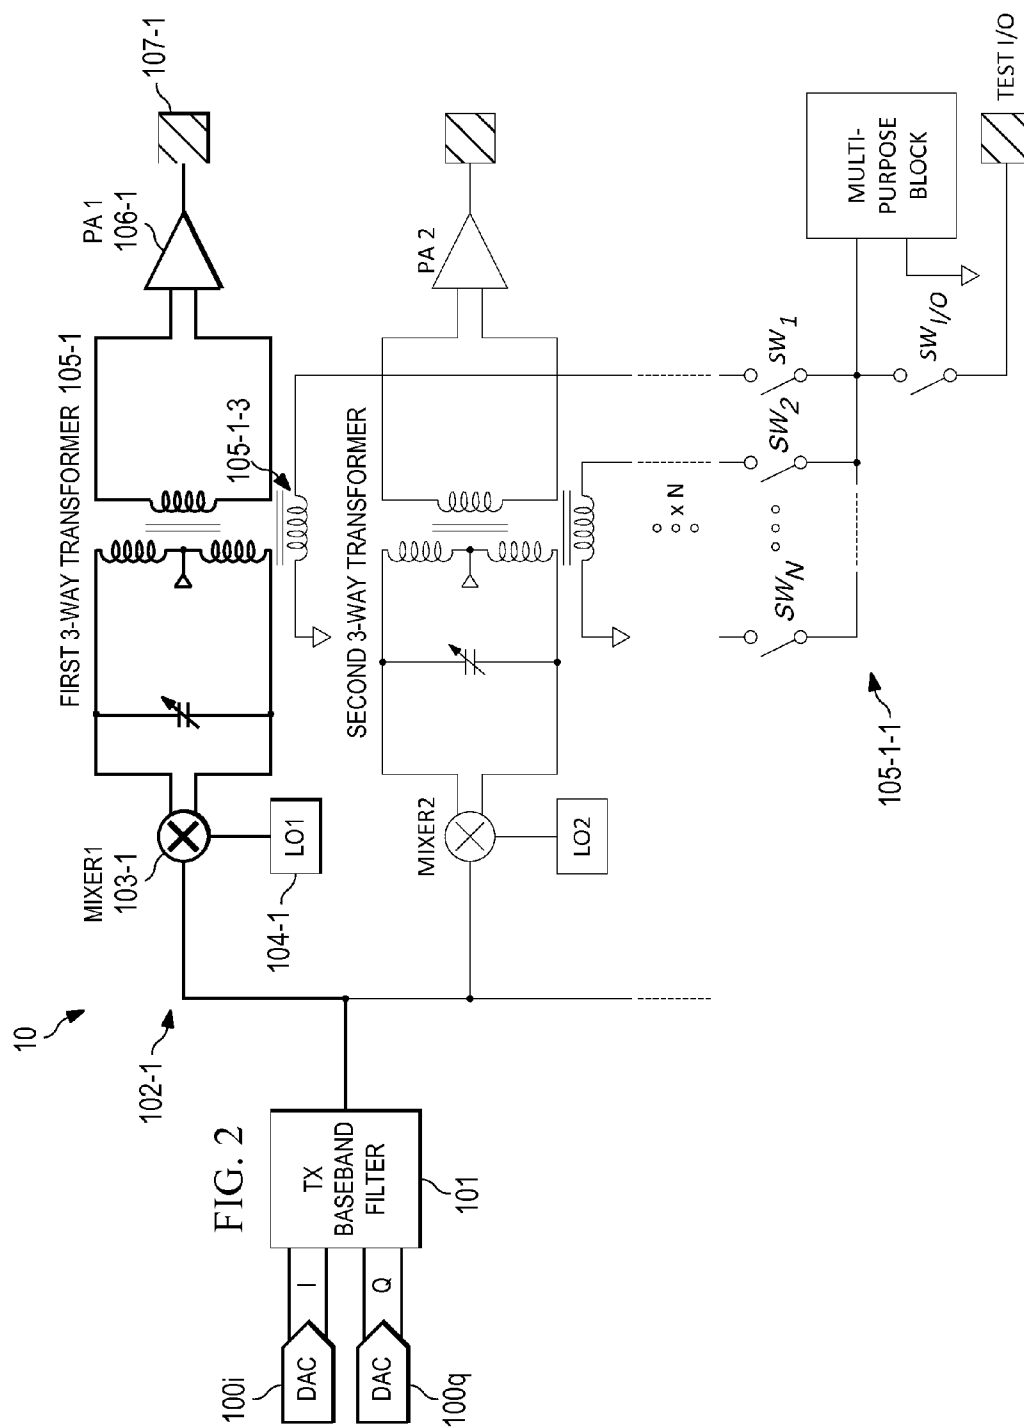 FIG. 2
10
102-1
100i
DAC
I
100q
DAC
Q
TX
BASEBAND
FILTER
101
MIXER1
103-1
LO1
104-1
FIRST 3-WAY TRANSFORMER 105-1
105-1-3
PA 1
106-1
107-1
MIXER2
LO2
SECOND 3-WAY TRANSFORMER
PA 2
x N
SW1
SW2
SWN
SWI/O
105-1-1
MULTI-
PURPOSE
BLOCK
TEST I/O